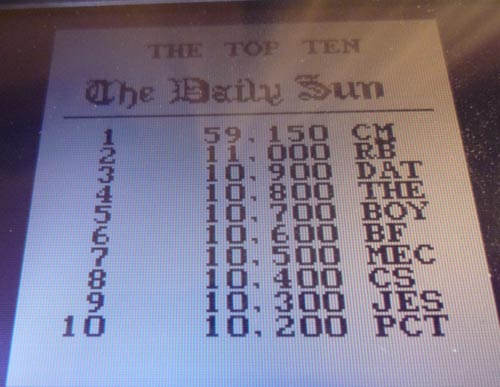 THE TOP TEN
The Daily Sun
1 59,150 CM
2 11,000 RB
3 10,900 DAT
4 10,800 THE
5 10,700 BOY
6 10,600 BF
7 10,500 MEC
8 10,400 CS
9 10,300 JES
10 10,200 PCT